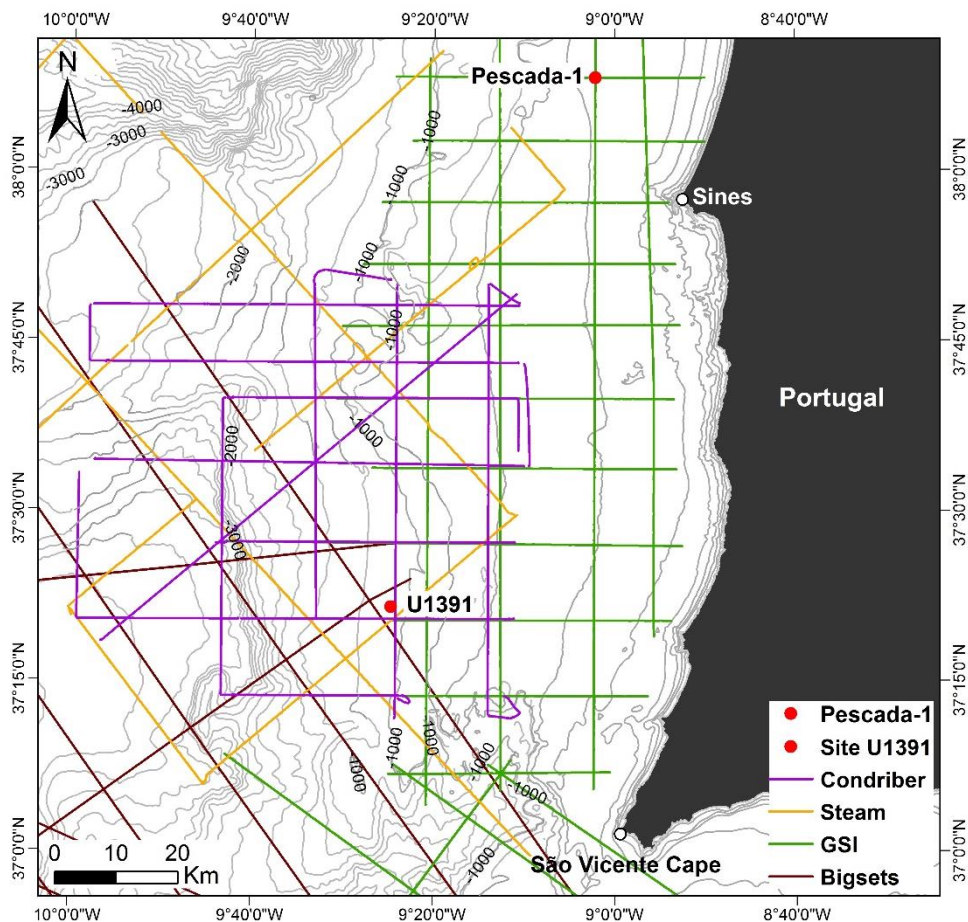 10°0'0"W 9°40'0"W 9°20'0"W 9°0'0"W 8°40'0"W
N
Pescada-1
-4000
-3000
-3000
-1000
38°0'0"N 38°0'0"N
-1000
Sines
-2000
-1000
37°45'0"N 37°45'0"N
-1000
Portugal
-1000
-2000
37°30'0"N 37°30'0"N
-3000
U1391
37°15'0"N 37°15'0"N
Pescada-1
Site U1391
Condriber
Steam
GSI
Bigsets
-1000
-1000
-1000
-4000
-1000
-1000
37°0'0"N 37°0'0"N
0 10 20
Km
São Vicente Cape
10°0'0"W 9°40'0"W 9°20'0"W 9°0'0"W 8°40'0"W